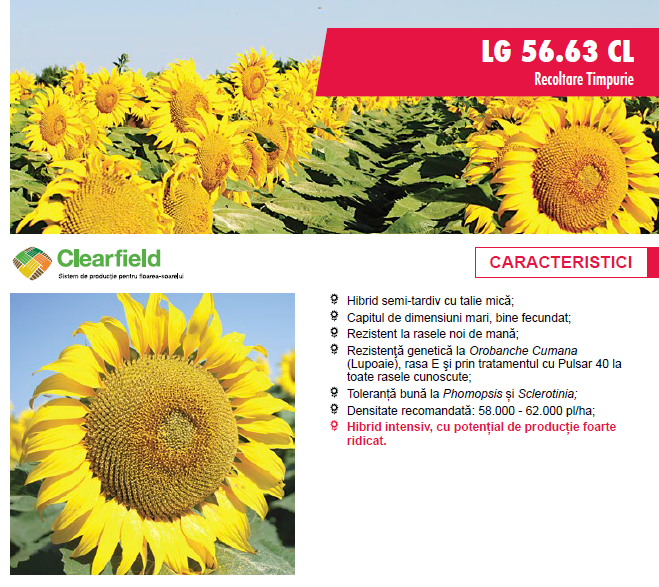 LG 56.63 CL
Recoltare Timpurie
Clearfield
Sistem de producție pentru floarea-soarelui
CARACTERISTICI
Hibrid semi-tardiv cu talie mică;
Capitul de dimensiuni mari, bine fecundat;
Rezistent la rasele noi de mană;
Rezistență genetică la Orobanche Cumana
(Lupoaie), rasa E şi prin tratamentul cu Pulsar 40 la
toate rasele cunoscute;
Toleranță bună la Phomopsis și Sclerotinia;
Densitate recomandată: 58.000 - 62.000 pl/ha;
Hibrid intensiv, cu potențial de producție foarte
ridicat.